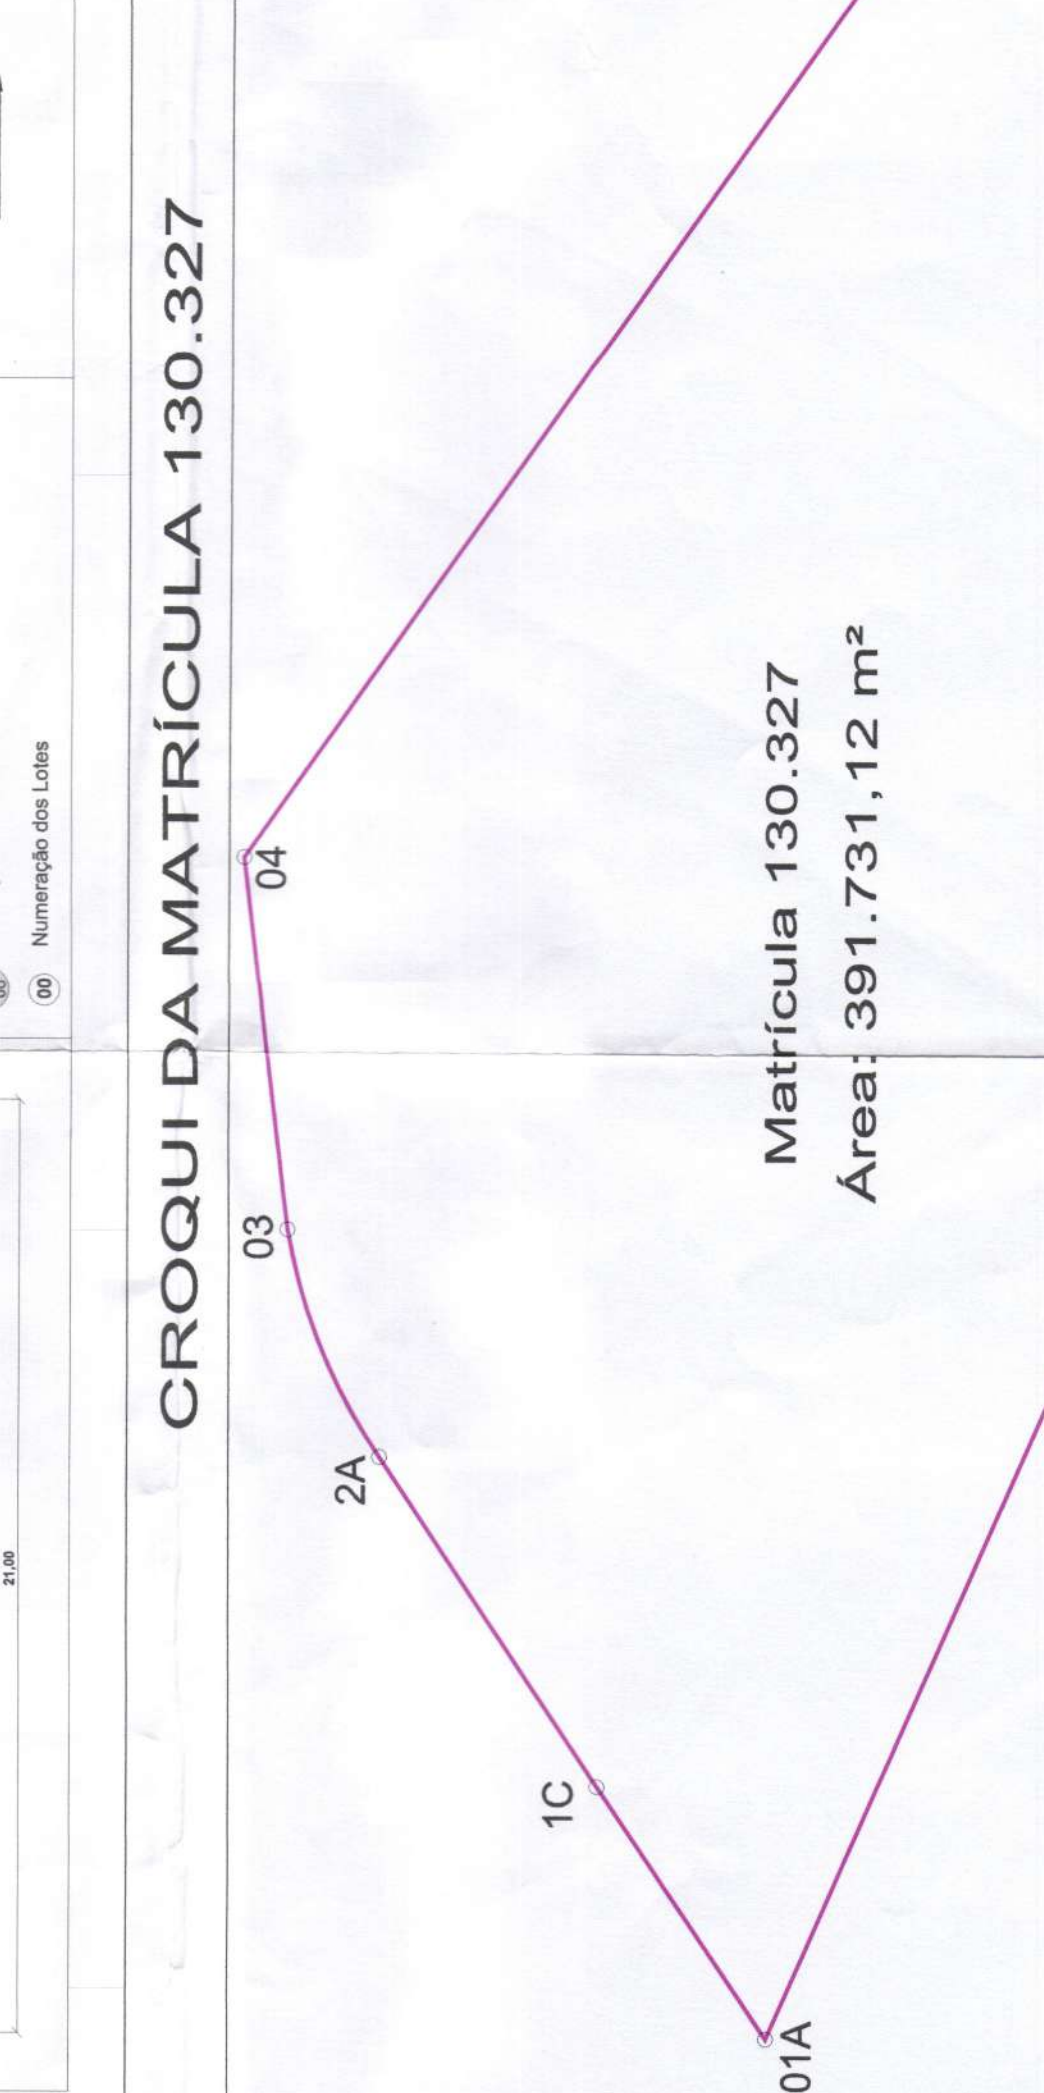 00 Numeração dos Lotes
21,00
CROQUI DA MATRÍCULA 130.327
04
03
2A
1C
01A
Matrícula 130.327
Área: 391.731,12 m²